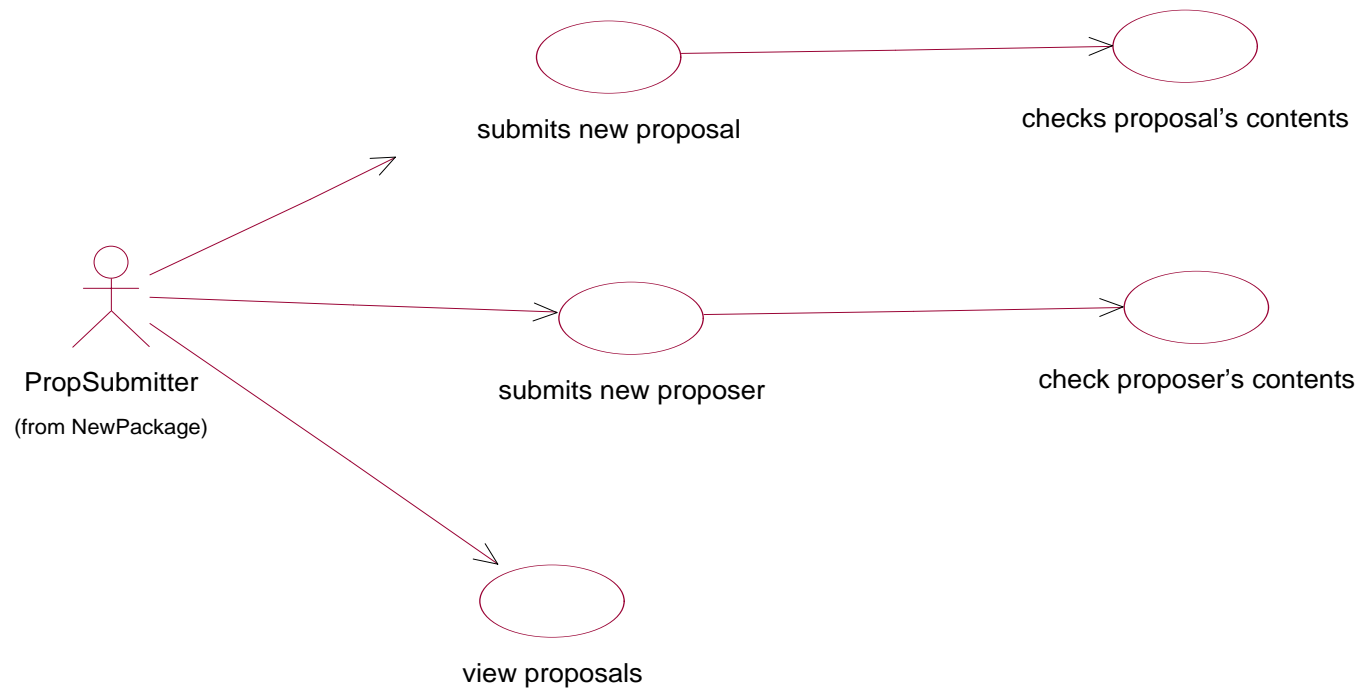 submits new proposal
checks proposal’s contents
PropSubmitter
(from NewPackage)
submits new proposer
check proposer’s contents
view proposals